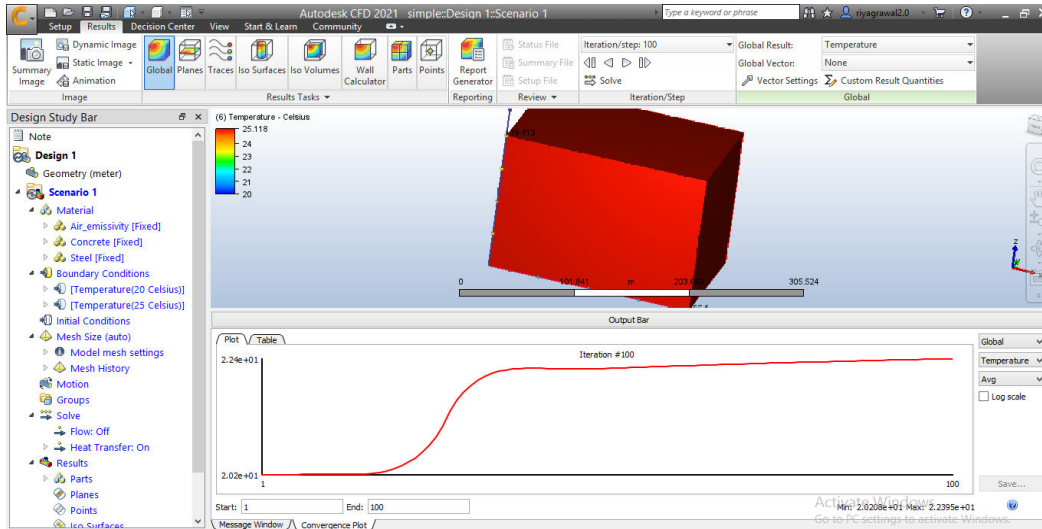 Autodesk CFD 2021 simple::Design 1::Scenario 1
Type a keyword or phrase
riyagrawal2.0
Setup Results Decision Center View Start & Learn Community
Summary Image
Dynamic Image
Static Image
Animation
Global Planes Traces Iso Surfaces Iso Volumes Wall Calculator Parts Points
Report Generator
Status File
Summary File
Setup File
Iteration/step: 100
Solve
Global Result: Temperature
Global Vector: None
Vector Settings Custom Result Quantities
Image Results Tasks Reporting Review Iteration/Step Global
Design Study Bar
Note
Design 1
Geometry (meter)
Scenario 1
Material
Air_emissivity [Fixed]
Concrete [Fixed]
Steel [Fixed]
Boundary Conditions
[Temperature(20 Celsius)]
[Temperature(25 Celsius)]
Initial Conditions
Mesh Size (auto)
Model mesh settings
Mesh History
Motion
Groups
Solve
Flow: Off
Heat Transfer: On
Results
Parts
Planes
Points
Iso Surfaces
(6) Temperature - Celsius
25.118
24
23
22
21
20
0 101.841 m 305.524
Z
Output Bar
Plot Table
Iteration #100
2.24e+01
2.02e+01
1 100
Global
Temperature
Avg
Log scale
Save...
Start: 1 End: 100
Min: 2.0208e+01 Max: 2.2395e+01
Activate Windows
Go to PC settings to activate Windows.
Message Window Convergence Plot